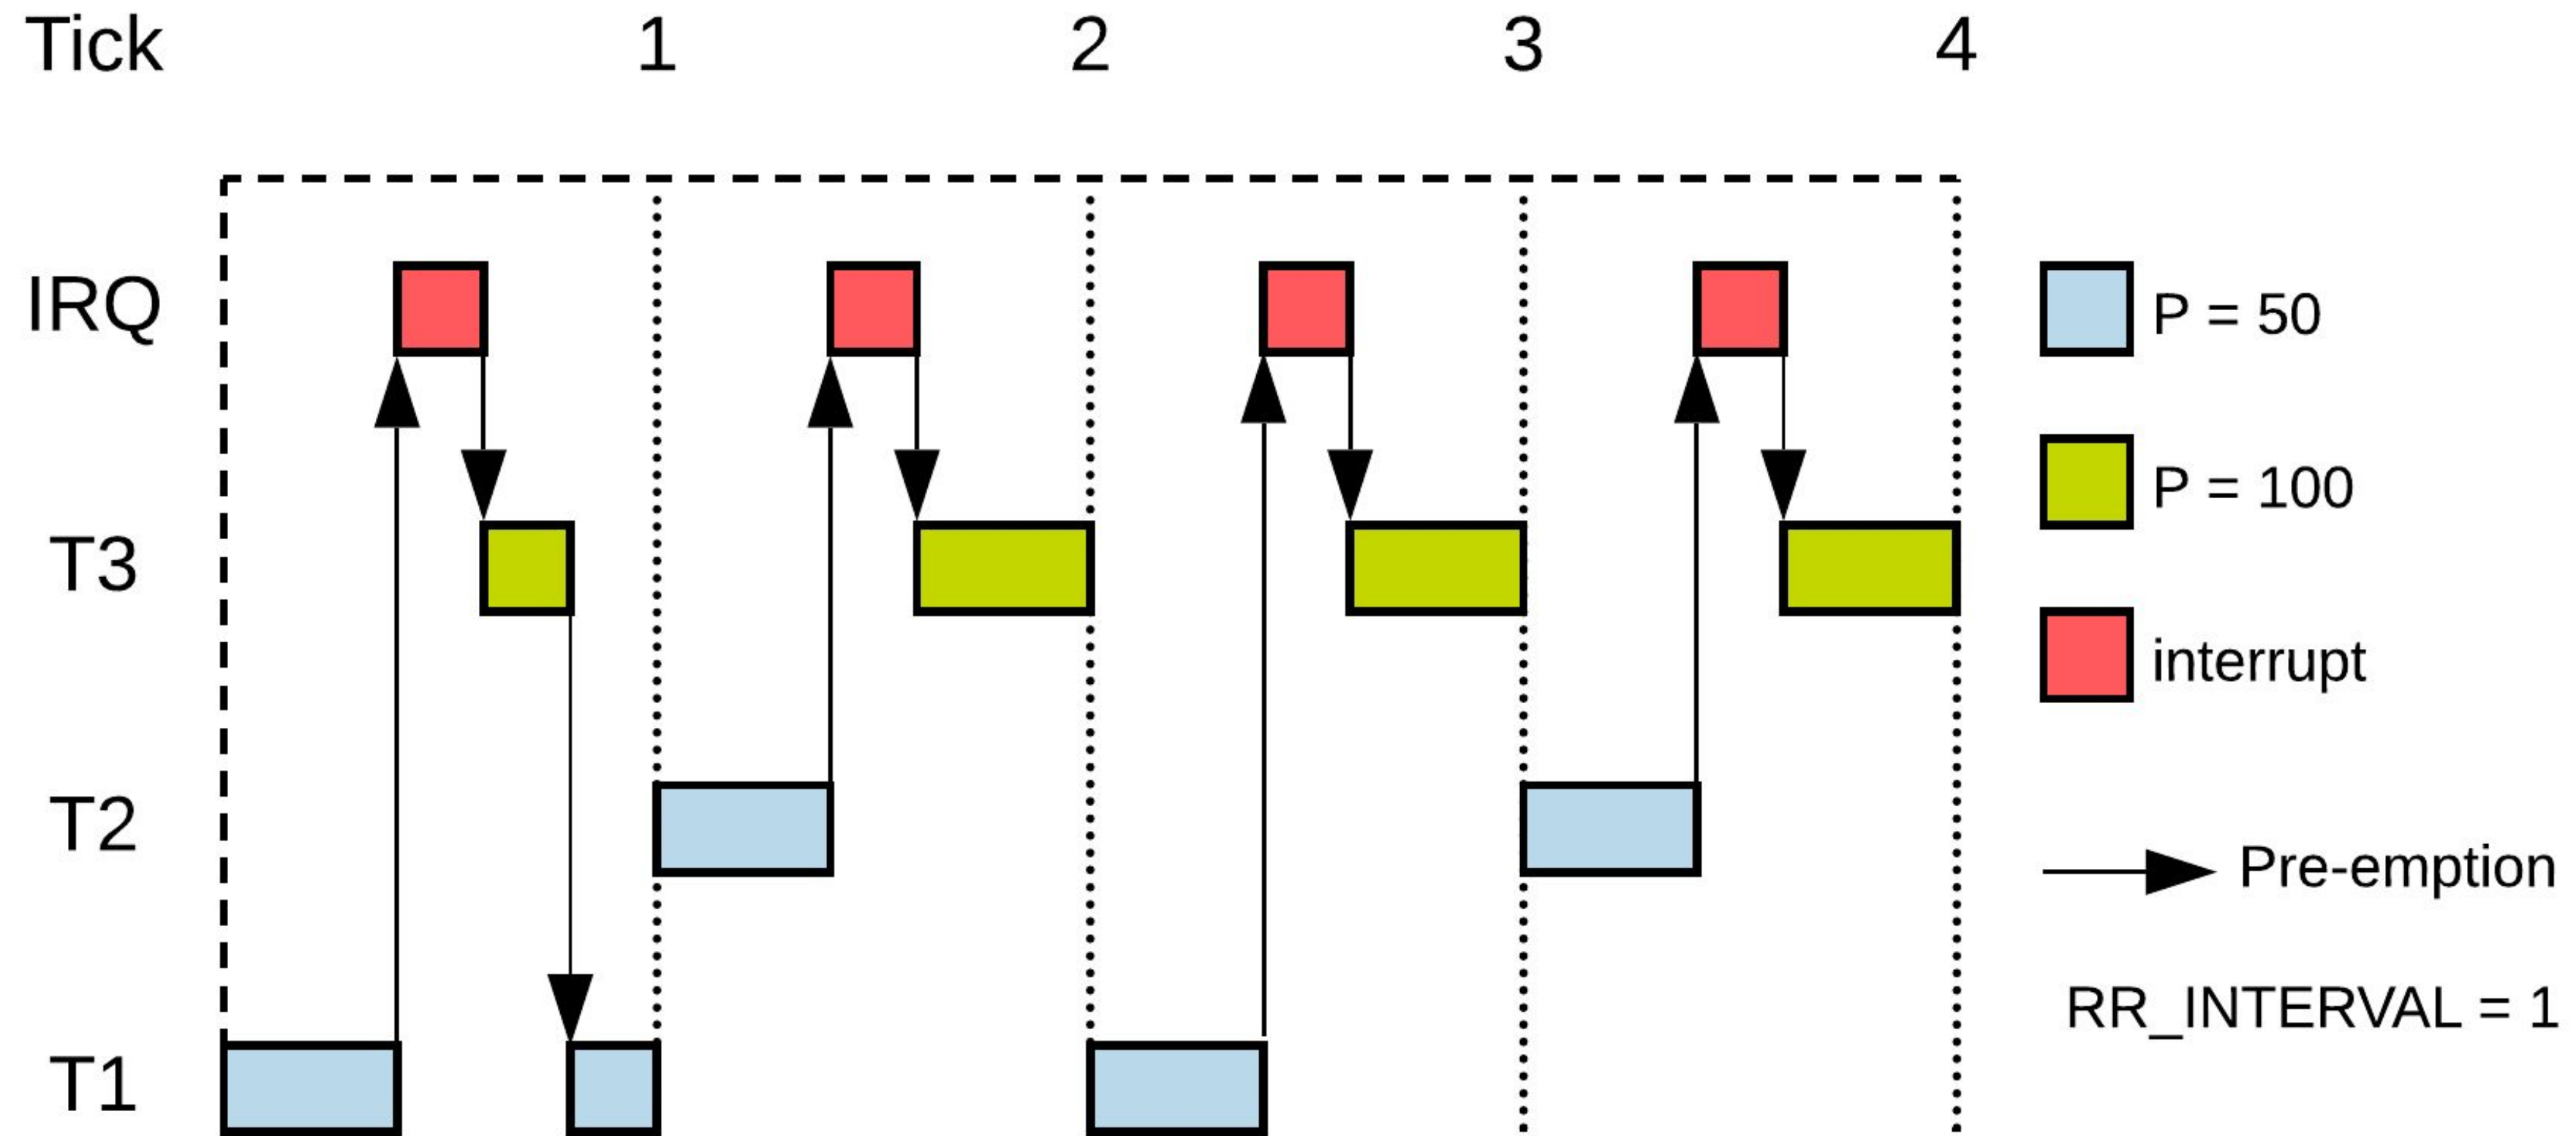 Tick 1 2 3 4
IRQ
P = 50
P = 100
T3
interrupt
T2
Pre-emption
RR_INTERVAL = 1
T1